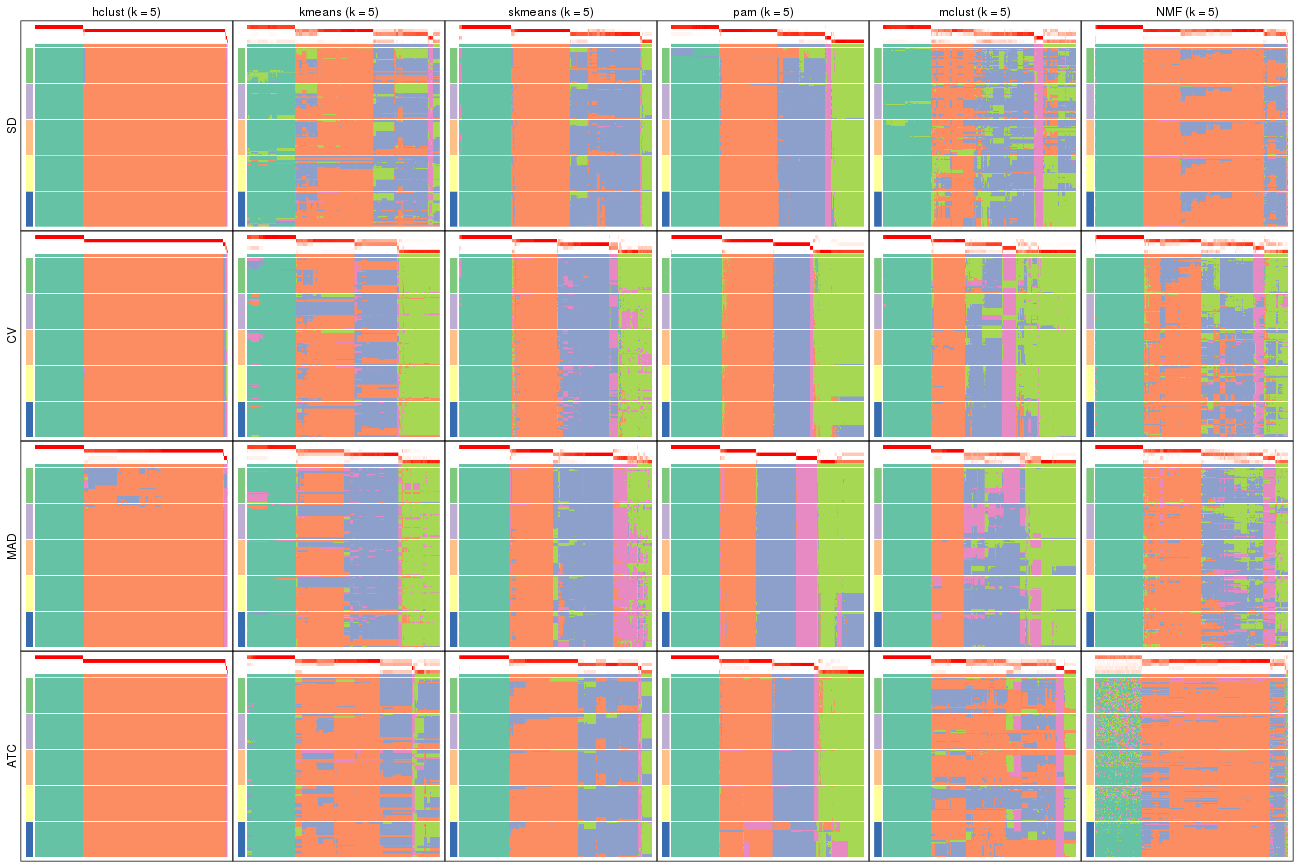 hclust (k = 5) kmeans (k = 5) skmeans (k = 5) pam (k = 5) mclust (k = 5) NMF (k = 5)
SD
CV
MAD
ATC